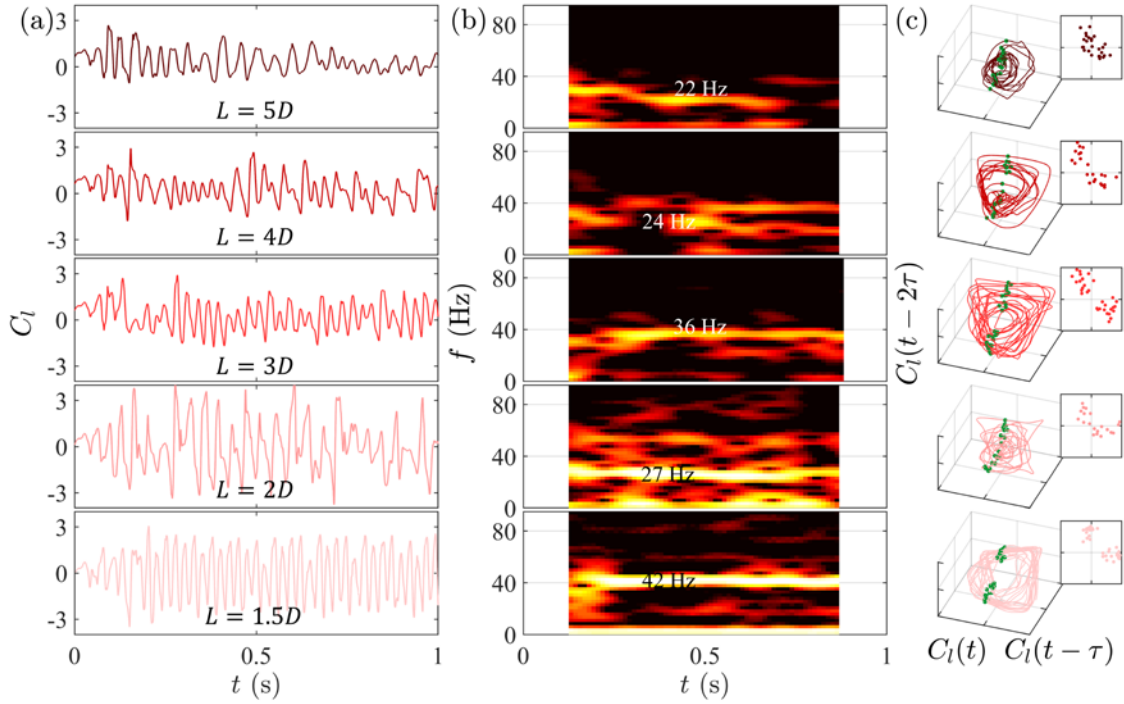 (a)
3
0
-3
L = 5D
3
0
-3
L = 4D
3
0
-3
L = 3D
3
0
-3
L = 2D
3
0
-3
L = 1.5D
0
0.5
1
t (s)
C_l
(b)
80
40
0
22 Hz
80
40
0
24 Hz
80
40
0
36 Hz
80
40
0
27 Hz
80
40
0
42 Hz
0
0.5
1
t (s)
f (Hz)
(c)
C_l(t − 2τ)
C_l(t)
C_l(t − τ)